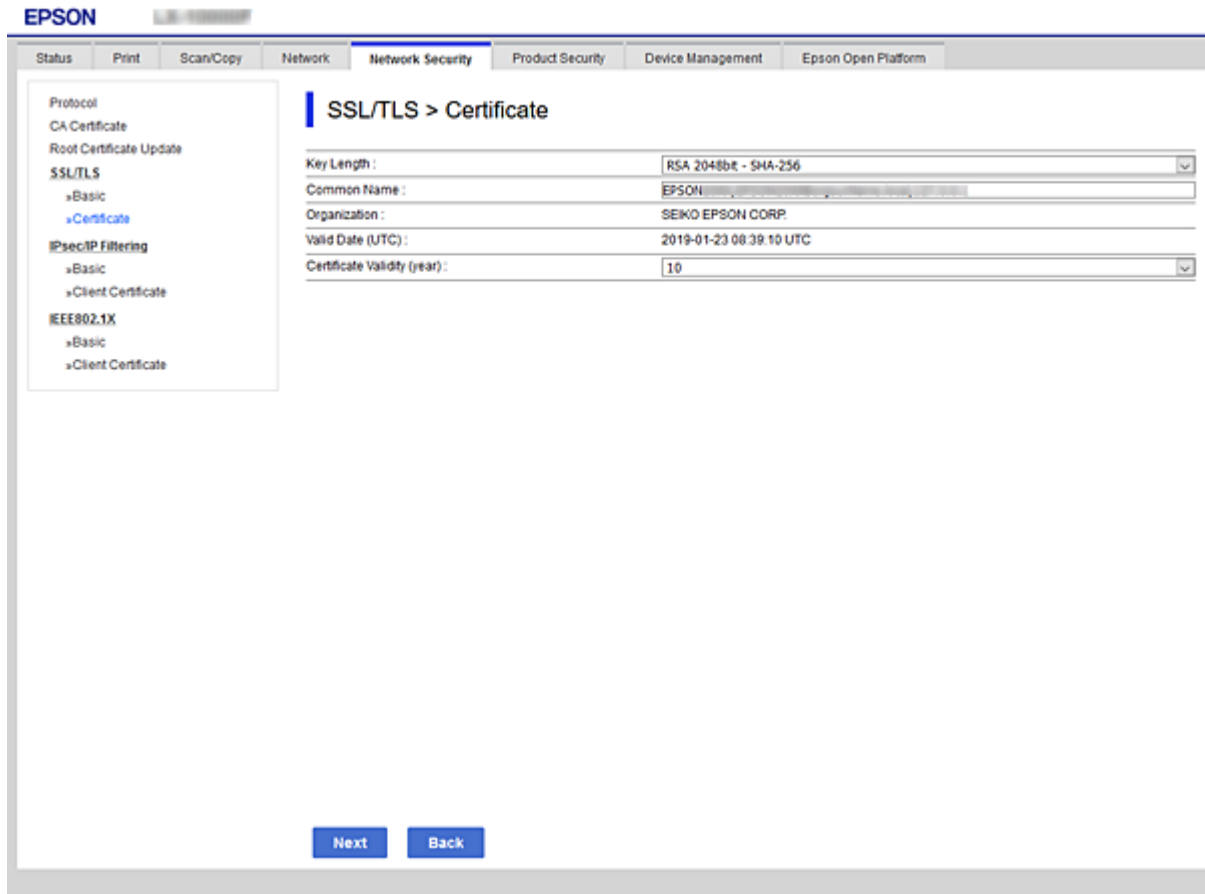 EPSON
Status Print Scan/Copy Network Network Security Product Security Device Management Epson Open Platform
Protocol
CA Certificate
Root Certificate Update
SSL/TLS
»Basic
»Certificate
IPsec/IP Filtering
»Basic
»Client Certificate
IEEE802.1X
»Basic
»Client Certificate
SSL/TLS > Certificate
Key Length : RSA 2048bit - SHA-256
Common Name : EPSON
Organization : SEIKO EPSON CORP.
Valid Date (UTC) : 2019-01-23 08:39:10 UTC
Certificate Validity (year) : 10
Next Back